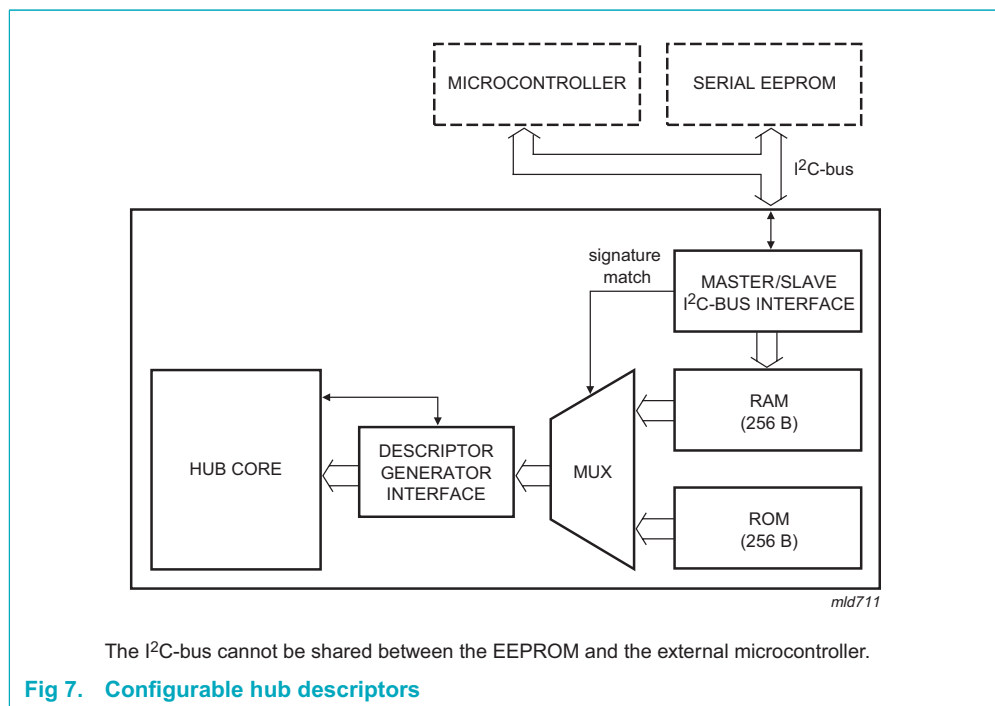 MICROCONTROLLER
SERIAL EEPROM
I²C-bus
signature
match
MASTER/SLAVE
I²C-BUS INTERFACE
RAM
(256 B)
HUB CORE
DESCRIPTOR
GENERATOR
INTERFACE
MUX
ROM
(256 B)
mld711
The I²C-bus cannot be shared between the EEPROM and the external microcontroller.
Fig 7. Configurable hub descriptors